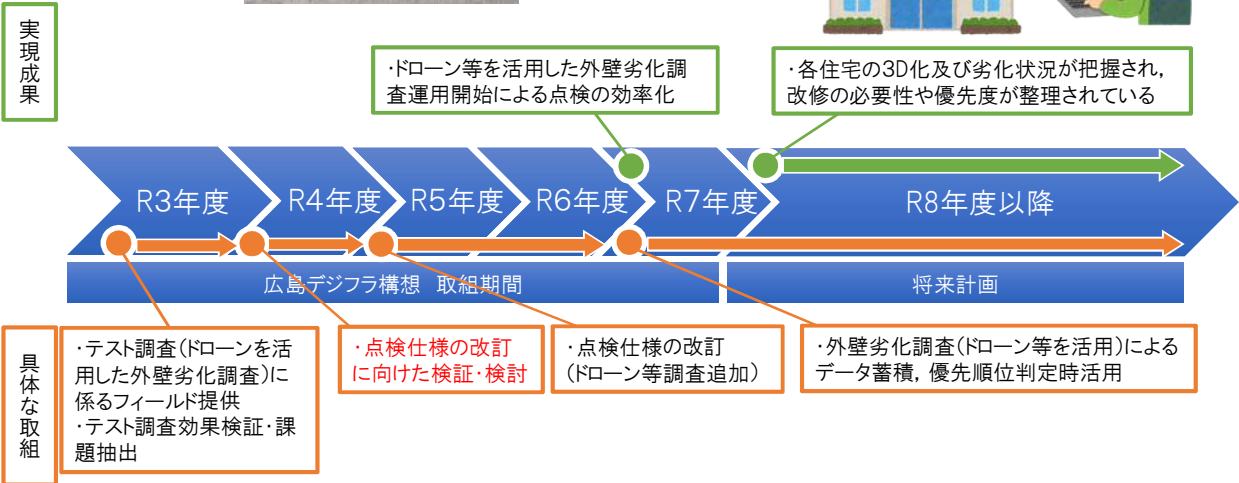 実現成果
・ドローン等を活用した外壁劣化調
査運用開始による点検の効率化
・各住宅の3D化及び劣化状況が把握され,
改修の必要性や優先度が整理されている
R3年度
R4年度
R5年度
R6年度
R7年度
R8年度以降
広島デジフラ構想 取組期間
将来計画
具体な取組
・テスト調査(ドローンを活
用した外壁劣化調査)に
係るフィールド提供
・テスト調査効果検証・課
題抽出
・点検仕様の改訂
に向けた検証・検討
・点検仕様の改訂
(ドローン等調査追加)
・外壁劣化調査(ドローン等を活用)による
データ蓄積,優先順位判定時活用